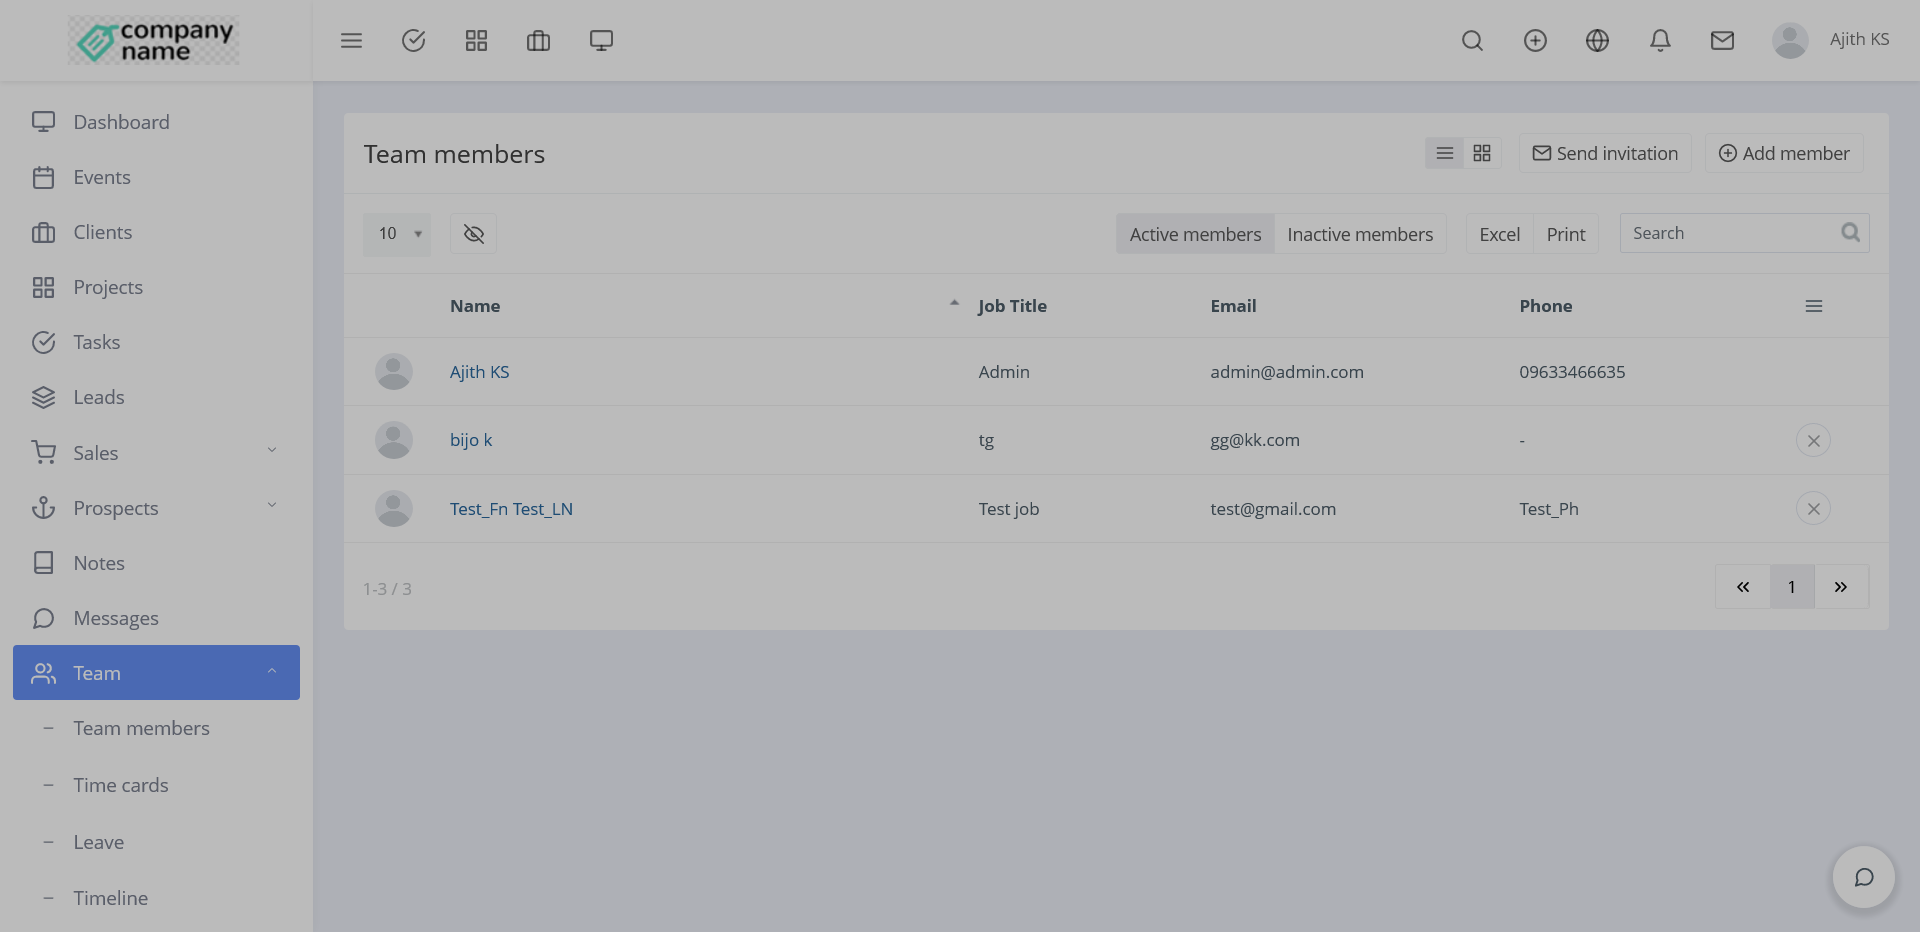 company
name
Ajith KS
Dashboard
Events
Clients
Projects
Tasks
Leads
Sales
Prospects
Notes
Messages
Team
Team members
Time cards
Leave
Timeline
Team members
Send invitation
Add member
10
Active members
Inactive members
Excel
Print
Search
Name Job Title Email Phone
Ajith KS Admin admin@admin.com 09633466635
bijo k tg gg@kk.com -
Test_Fn Test_LN Test job test@gmail.com Test_Ph
1-3 / 3
« 1 »